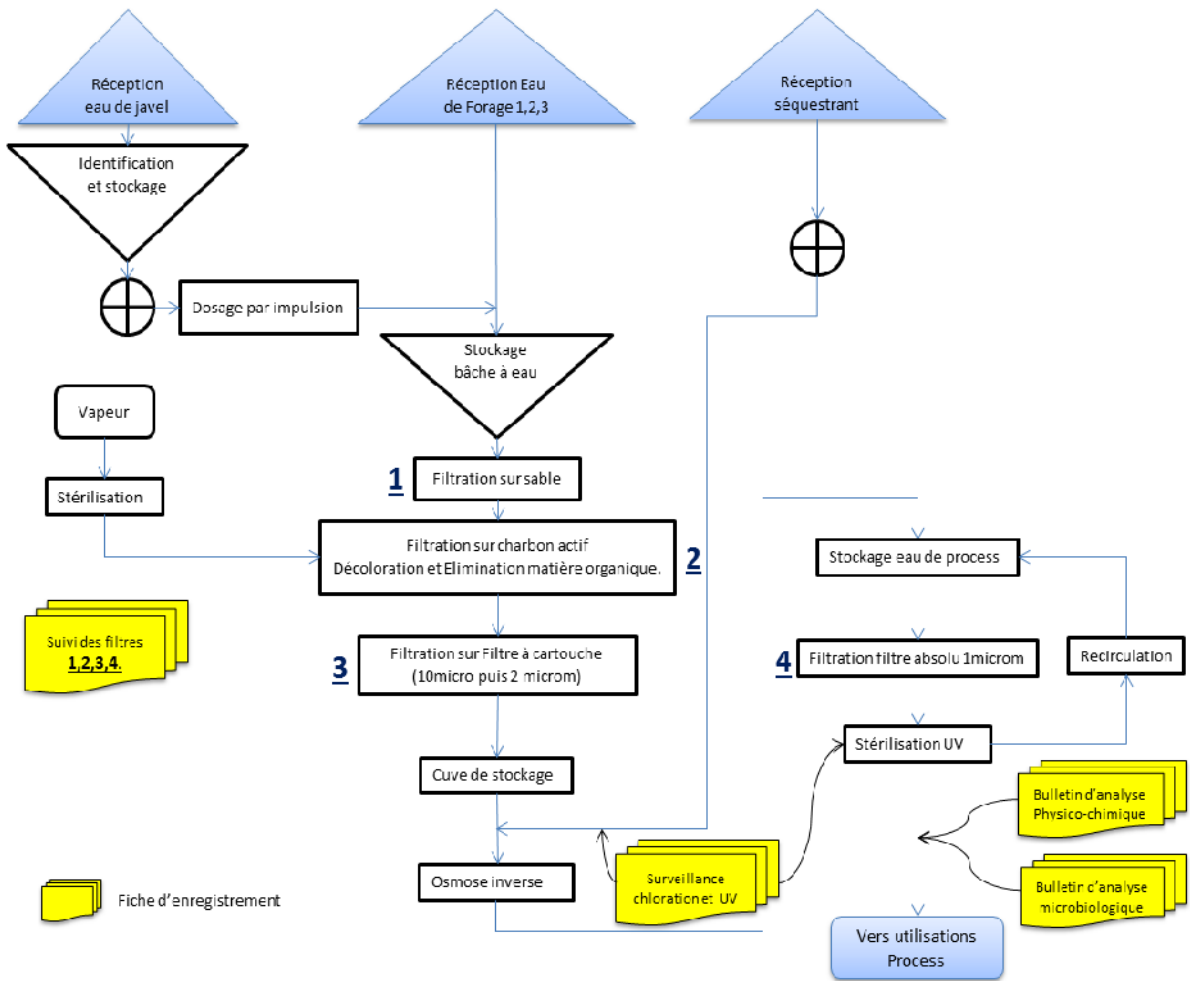 Réception
eau de javel
Réception Eau
de Forage 1,2,3
Réception
séquestrant
Identification
et stockage
Dosage par impulsion
Stockage
bâche à eau
Vapeur
Stérilisation
1
Filtration sur sable
Filtration sur charbon actif
Décoloration et Elimination matière organique.
2
Suivi des filtres
1,2,3,4.
3
Filtration sur Filtre à cartouche
(10micro puis 2 microm)
Cuve de stockage
Osmose inverse
Stockage eau de process
4
Filtration filtre absolu 1microm
Recirculation
Stérilisation UV
Bulletin d'analyse
Physico-chimique
Surveillance
chloration et UV
Bulletin d'analyse
microbiologique
Fiche d'enregistrement
Vers utilisations
Process